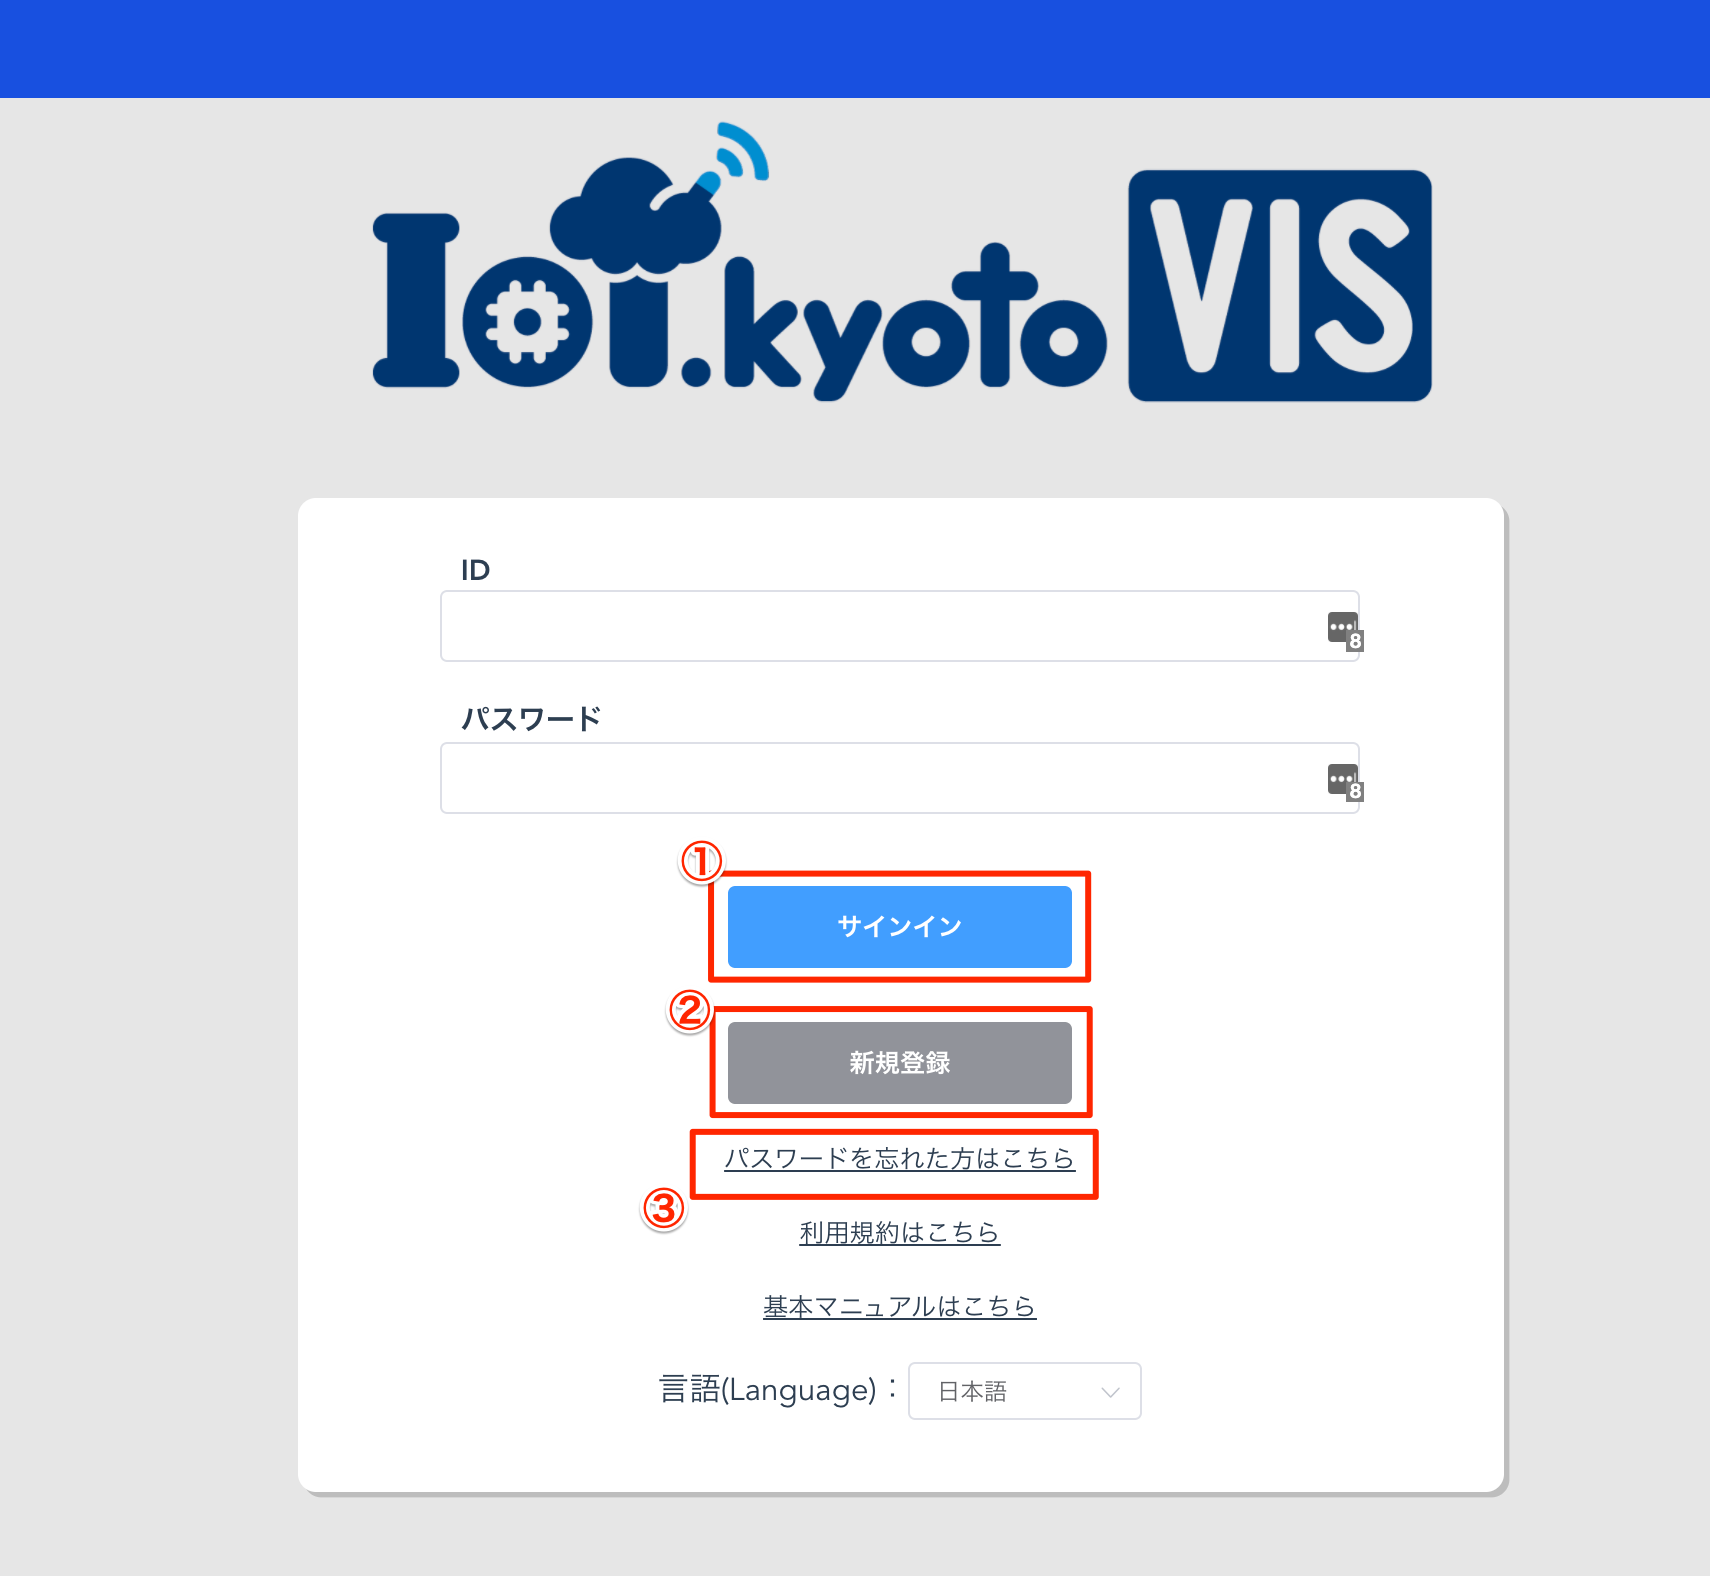 IoT.kyoto VIS
ID
8
パスワード
8
①
サインイン
②
新規登録
パスワードを忘れた方はこちら
③
利用規約はこちら
基本マニュアルはこちら
言語(Language)：日本語